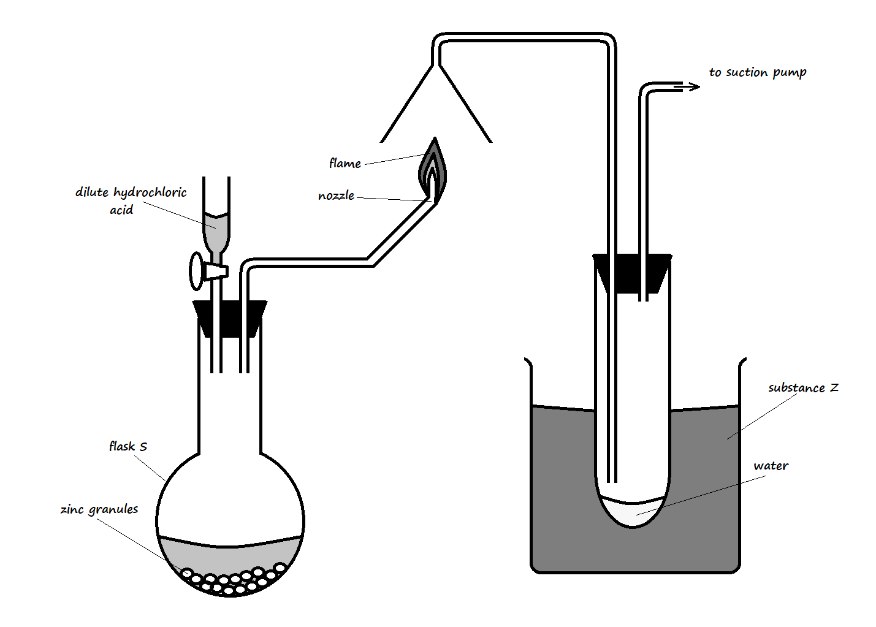 to suction pump
flame
dilute hydrochloric
acid
nozzle
substance Z
flask S
water
zinc granules